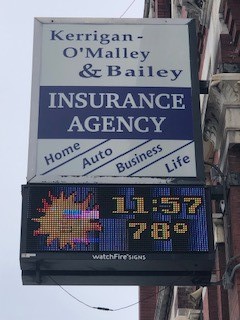 Kerrigan-
O'Malley
& Bailey
INSURANCE
AGENCY
Home
Auto
Business
Life
11:57
78°
watchFire SIGNS